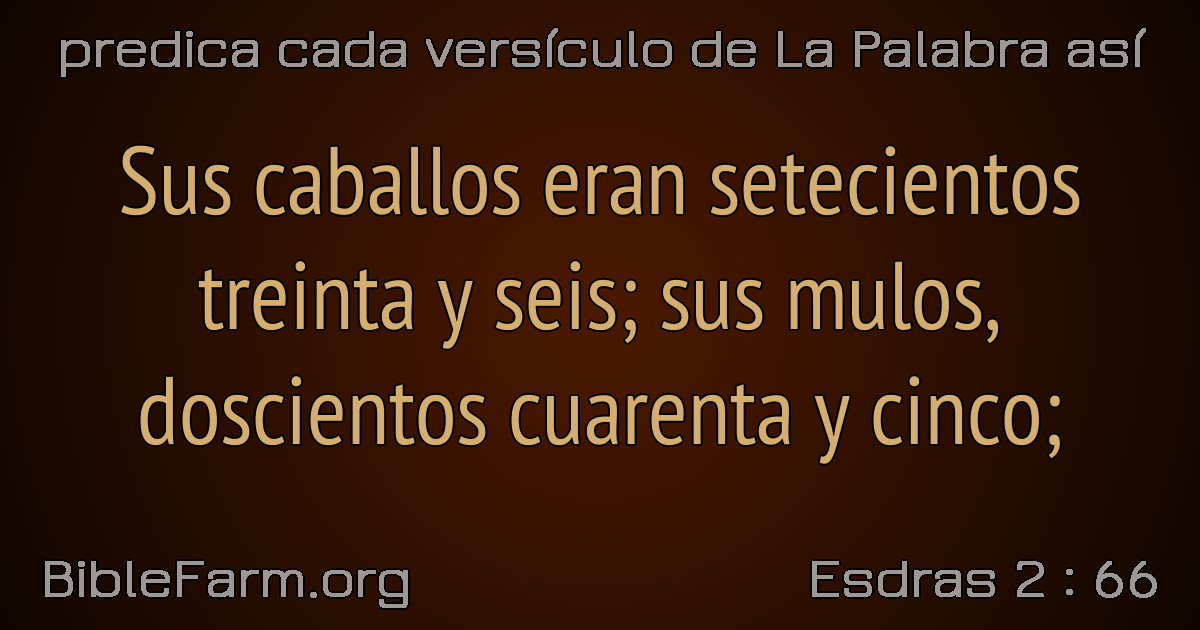 predica cada versículo de La Palabra así
Sus caballos eran setecientos
treinta y seis; sus mulos,
doscientos cuarenta y cinco;
BibleFarm.org
Esdras 2 : 66